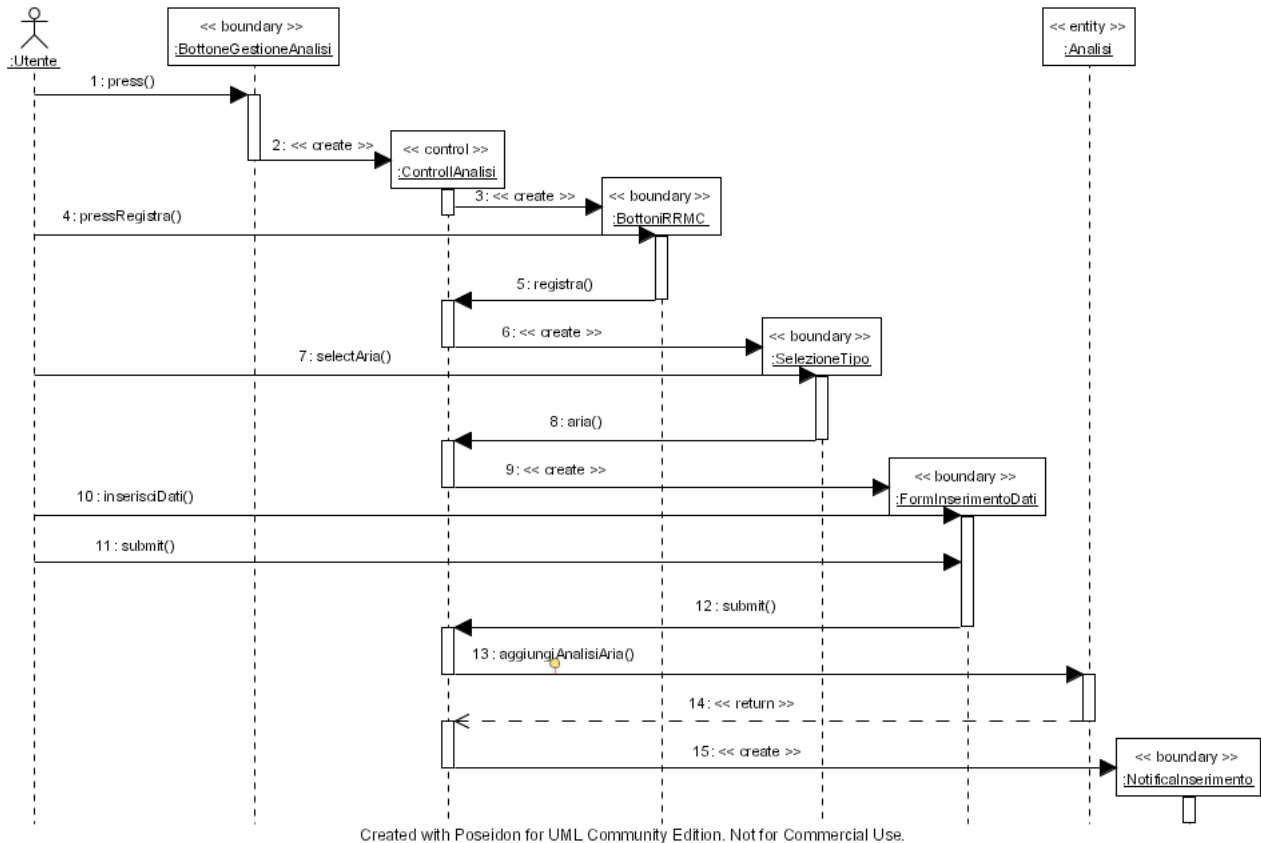 << boundary >>
:BottoneGestioneAnalisi
<< entity >>
:Analisi
:Utente
1 : press()
2 : << create >>
<< control >>
:ControllAnalisi
3 : << create >>
<< boundary >>
:BottoniRRMC
4 : pressRegistra()
5 : registra()
6 : << create >>
<< boundary >>
:SelezioneTipo
7 : selectAria()
8 : aria()
9 : << create >>
<< boundary >>
:FormInserimentoDati
10 : inserisciDati()
11 : submit()
12 : submit()
13 : aggiungiAnalisiAria()
14 : << return >>
15 : << create >>
<< boundary >>
:NotificaInserimento
Created with Poseidon for UML Community Edition. Not for Commercial Use.